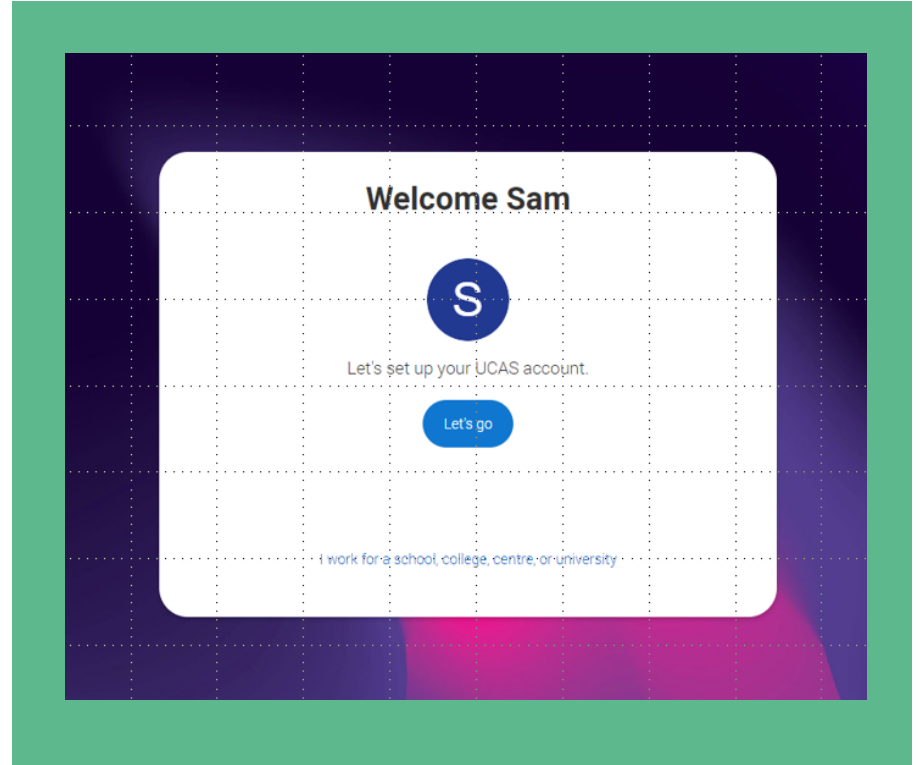 Welcome Sam
S
Let's set up your UCAS account.
Let's go
I work for a school, college, centre, or university